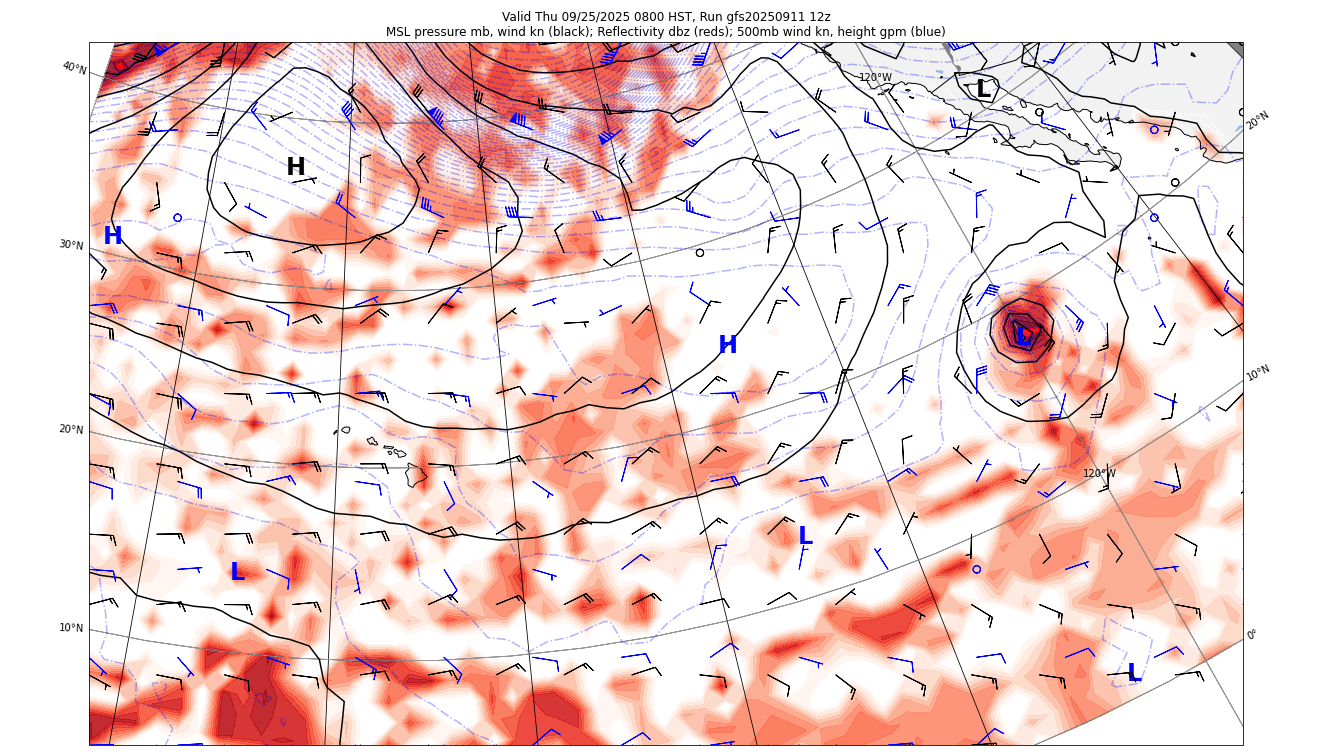 Valid Thu 09/25/2025 0800 HST, Run gfs20250911 12z
MSL pressure mb, wind kn (black); Reflectivity dbz (reds); 500mb wind kn, height gpm (blue)
40°N
120°W
L
20°N
H
H
30°N
L
H
10°N
20°N
120°W
L
L
10°N
0°
L